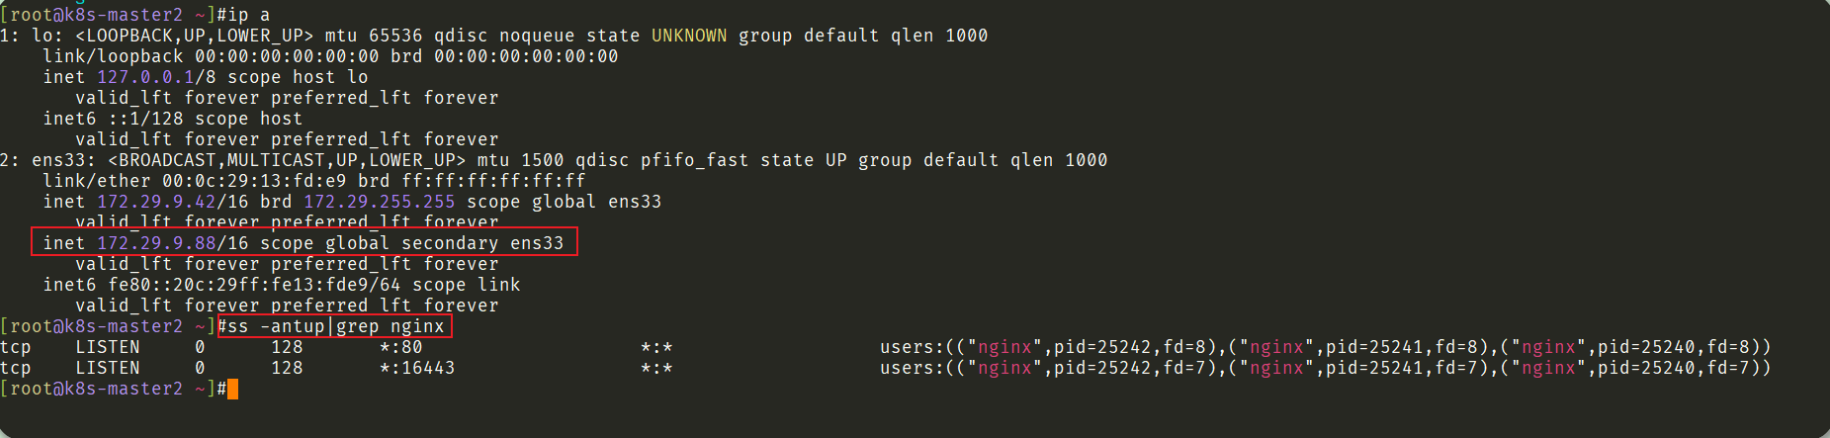 [root@k8s-master2 ~]#ip a
1: lo: <LOOPBACK,UP,LOWER_UP> mtu 65536 qdisc noqueue state UNKNOWN group default qlen 1000
    link/loopback 00:00:00:00:00:00 brd 00:00:00:00:00:00
    inet 127.0.0.1/8 scope host lo
       valid_lft forever preferred_lft forever
    inet6 ::1/128 scope host
       valid_lft forever preferred_lft forever
2: ens33: <BROADCAST,MULTICAST,UP,LOWER_UP> mtu 1500 qdisc pfifo_fast state UP group default qlen 1000
    link/ether 00:0c:29:13:fd:e9 brd ff:ff:ff:ff:ff:ff
    inet 172.29.9.42/16 brd 172.29.255.255 scope global ens33
       valid_lft forever preferred_lft forever
    inet 172.29.9.88/16 scope global secondary ens33
       valid_lft forever preferred_lft forever
    inet6 fe80::20c:29ff:fe13:fde9/64 scope link
       valid_lft forever preferred_lft forever
[root@k8s-master2 ~]#ss -antup|grep nginx
tcp    LISTEN     0      128       *:80                    *:*                   users:(("nginx",pid=25242,fd=8),("nginx",pid=25241,fd=8),("nginx",pid=25240,fd=8))
tcp    LISTEN     0      128       *:16443                 *:*                   users:(("nginx",pid=25242,fd=7),("nginx",pid=25241,fd=7),("nginx",pid=25240,fd=7))
[root@k8s-master2 ~]#